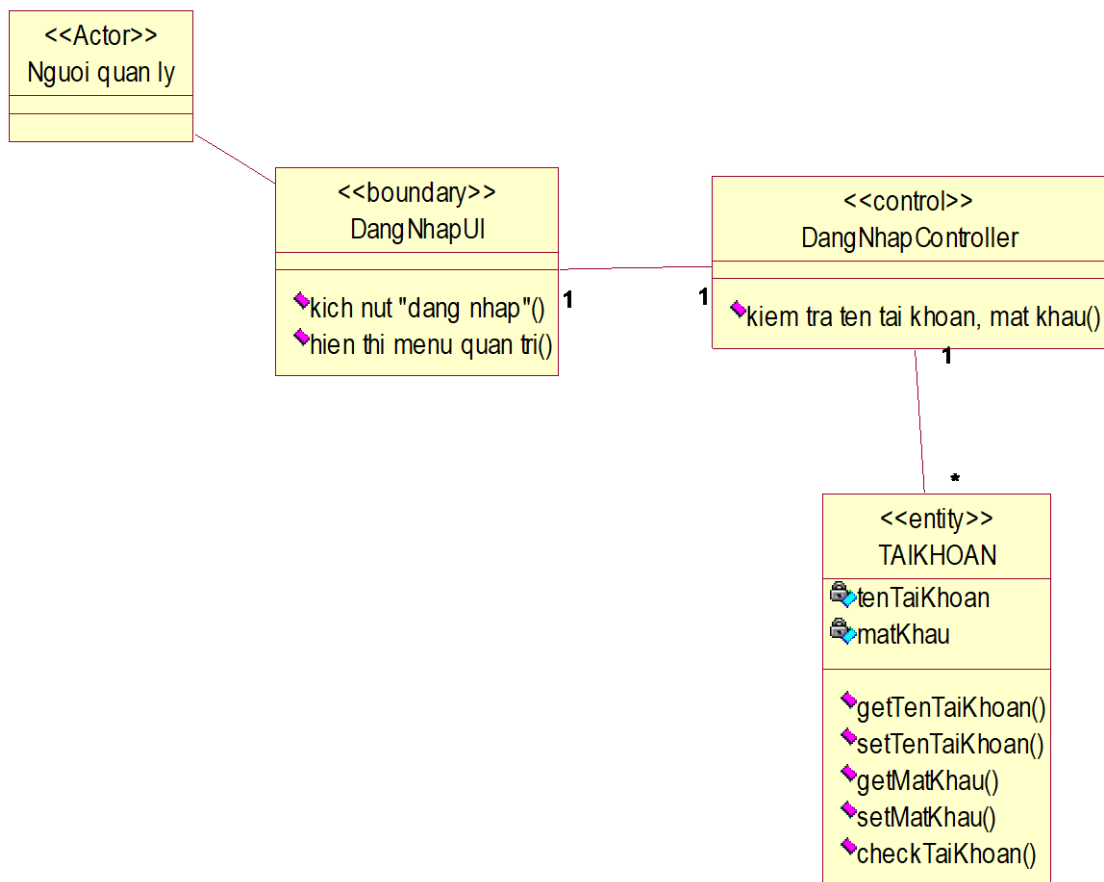 <<Actor>>
Nguoi quan ly
<<boundary>>
DangNhapUI
kich nut "dang nhap"()
hien thi menu quan tri()
1
1
<<control>>
DangNhapController
kiem tra ten tai khoan, mat khau()
1
*
<<entity>>
TAIKHOAN
tenTaiKhoan
matKhau
getTenTaiKhoan()
setTenTaiKhoan()
getMatKhau()
setMatKhau()
checkTaiKhoan()